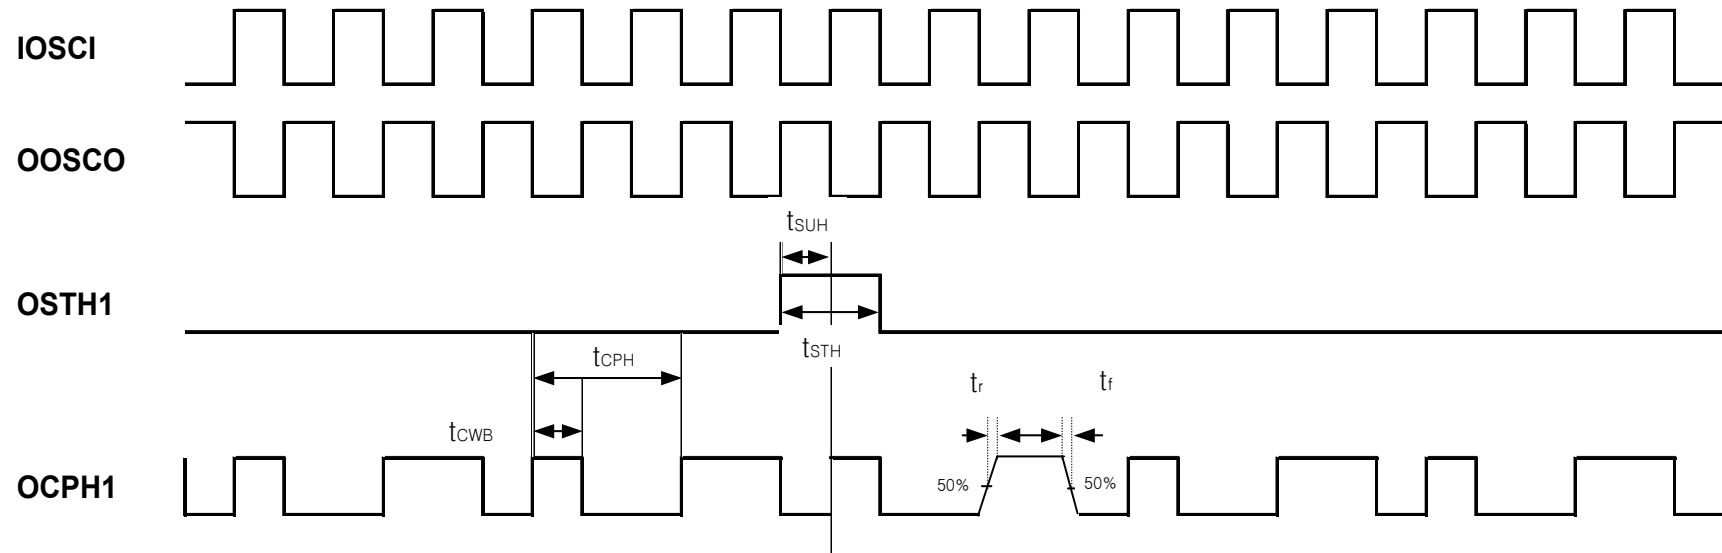 IOSCI
OOSCO
tSUH
OSTH1
tSTH
tCPH
tr
tf
tCWB
OCPH1
50%
50%